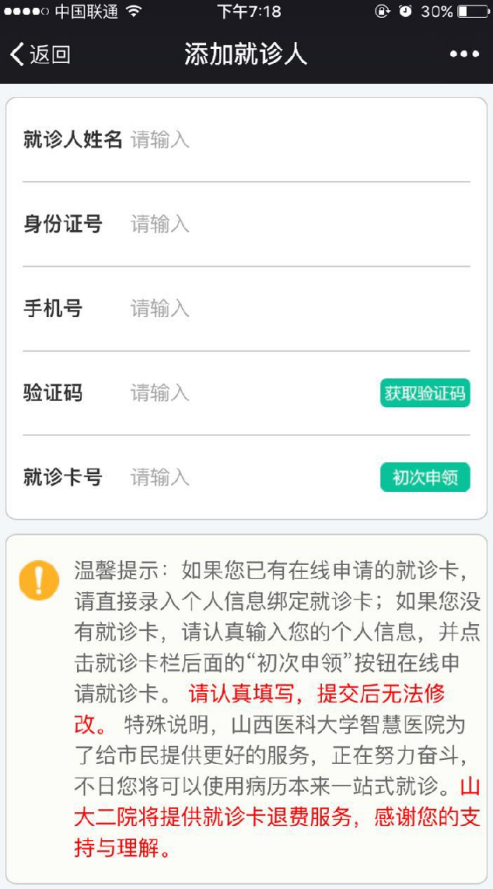 中国联通 下午7:18 30%
返回 添加就诊人
就诊人姓名 请输入
身份证号 请输入
手机号 请输入
验证码 请输入 获取验证码
就诊卡号 请输入 初次申领
温馨提示：如果您已有在线申请的就诊卡，
请直接录入个人信息绑定就诊卡；如果您没
有就诊卡，请认真输入您的个人信息，并点
击就诊卡栏后面的“初次申领”按钮在线申
请就诊卡。请认真填写，提交后无法修
改。特殊说明，山西医科大学智慧医院为
了给市民提供更好的服务，正在努力奋斗，
不日您将可以使用病历本来一站式就诊。山
大二院将提供就诊卡退费服务，感谢您的支
持与理解。